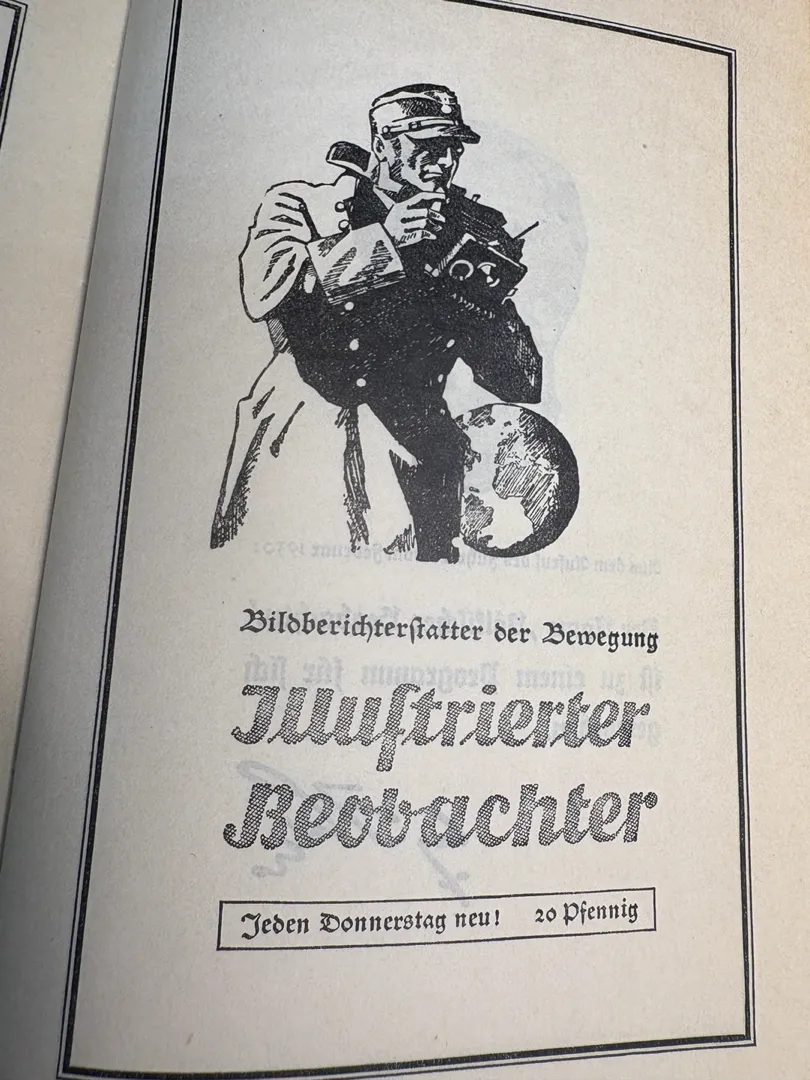 Bildberichterstatter der Bewegung
Illustrierter
Beobachter
Jeden Donnerstag neu! 20 Pfennig